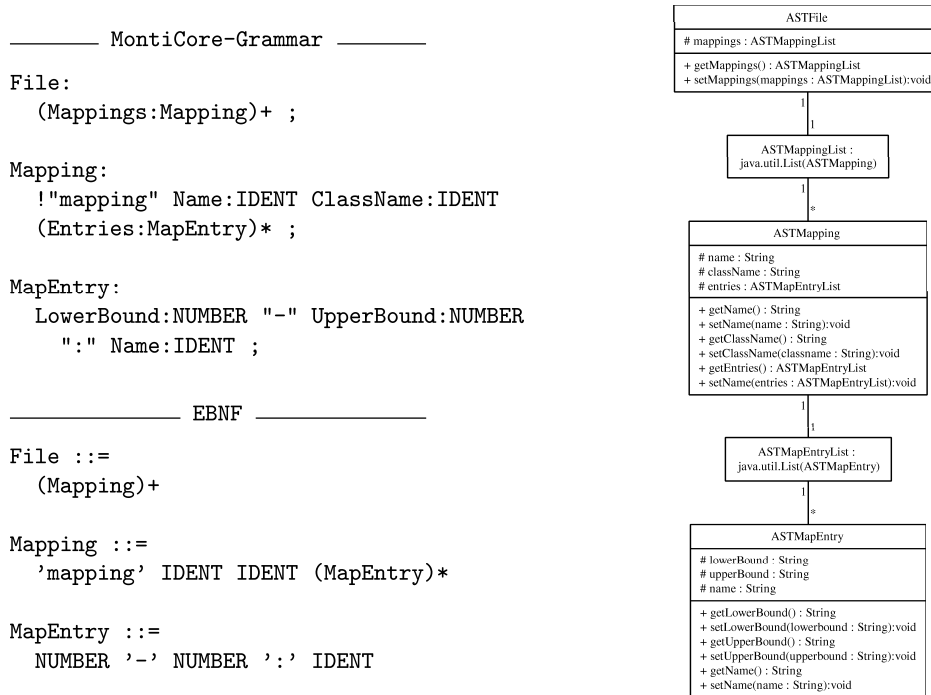 MontiCore-Grammar
File:
(Mappings:Mapping)+ ;
Mapping:
!"mapping" Name:IDENT ClassName:IDENT
(Entries:MapEntry)* ;
MapEntry:
LowerBound:NUMBER "-" UpperBound:NUMBER
":" Name:IDENT ;
EBNF
File ::=
(Mapping)+
Mapping ::=
’mapping’ IDENT IDENT (MapEntry)*
MapEntry ::=
NUMBER ’-’ NUMBER ’:’ IDENT
ASTFile
# mappings : ASTMappingList
+ getMappings() : ASTMappingList
+ setMappings(mappings : ASTMappingList):void
1
1
ASTMappingList :
java.util.List(ASTMapping)
1
*
ASTMapping
# name : String
# className : String
# entries : ASTMapEntryList
+ getName() : String
+ setName(name : String):void
+ getClassName() : String
+ setClassName(classname : String):void
+ getEntries() : ASTMapEntryList
+ setName(entries : ASTMapEntryList):void
1
1
ASTMapEntryList :
java.util.List(ASTMapEntry)
1
*
ASTMapEntry
# lowerBound : String
# upperBound : String
# name : String
+ getLowerBound() : String
+ setLowerBound(lowerbound : String):void
+ getUpperBound() : String
+ setUpperBound(upperbound : String):void
+ getName() : String
+ setName(name : String):void